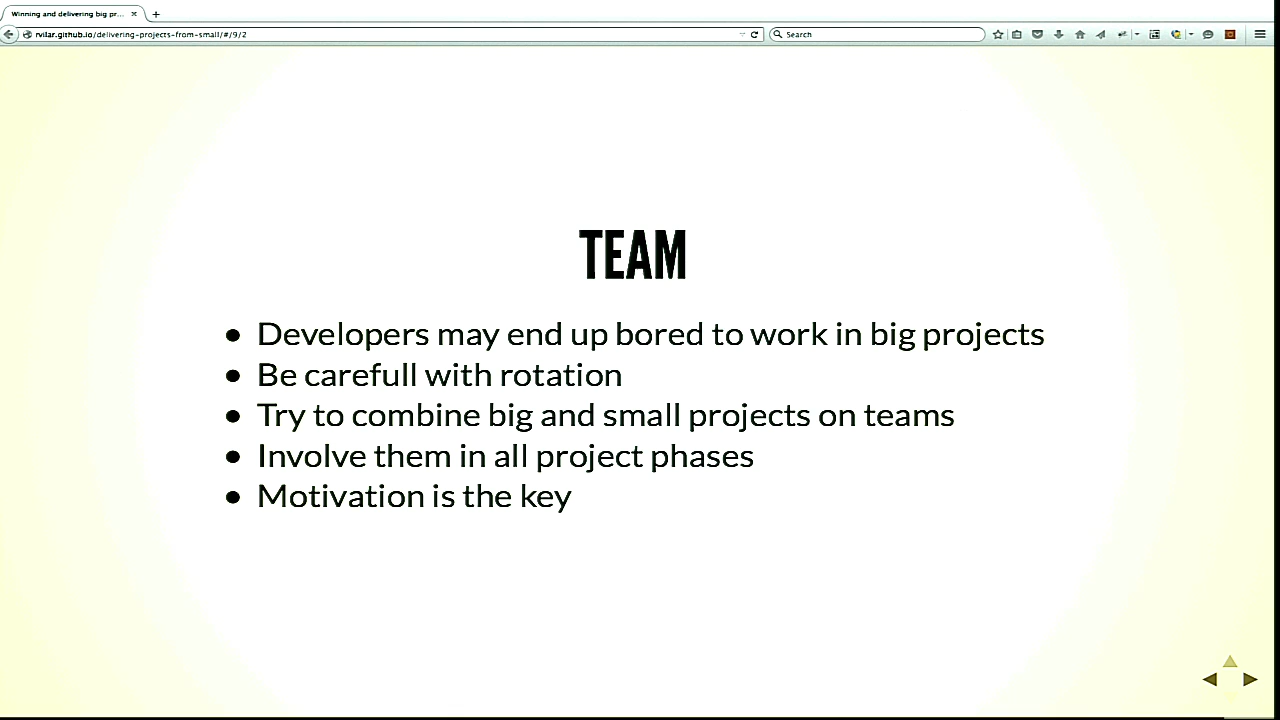 Winning and delivering big pr...
rvilar.github.io/delivering-projects-from-small/#/9/2
Search
TEAM
Developers may end up bored to work in big projects
Be carefull with rotation
Try to combine big and small projects on teams
Involve them in all project phases
Motivation is the key